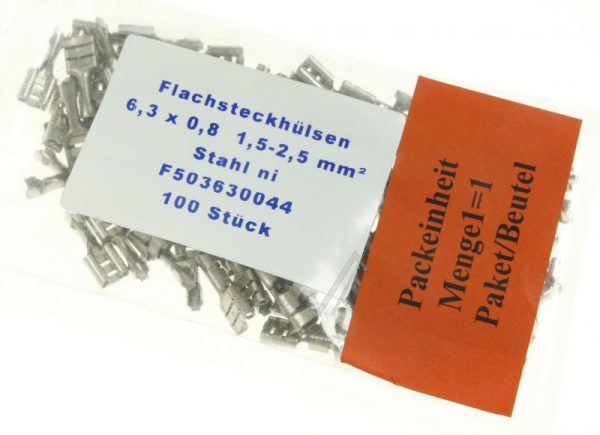 Flachsteckhülsen
6,3 x 0,8 1,5-2,5 mm²
Stahl ni
F503630044
100 Stück
Packeinheit
Menge1=1
Paket/Beutel